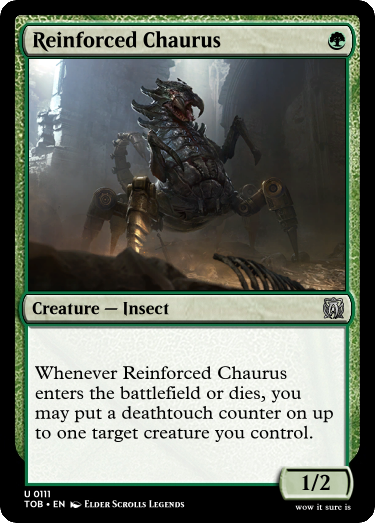 Reinforced Chaurus
Creature — Insect
Whenever Reinforced Chaurus
enters the battlefield or dies, you
may put a deathtouch counter on up
to one target creature you control.
1/2
U 0111
TOB • EN Elder Scrolls Legends
wow it sure is